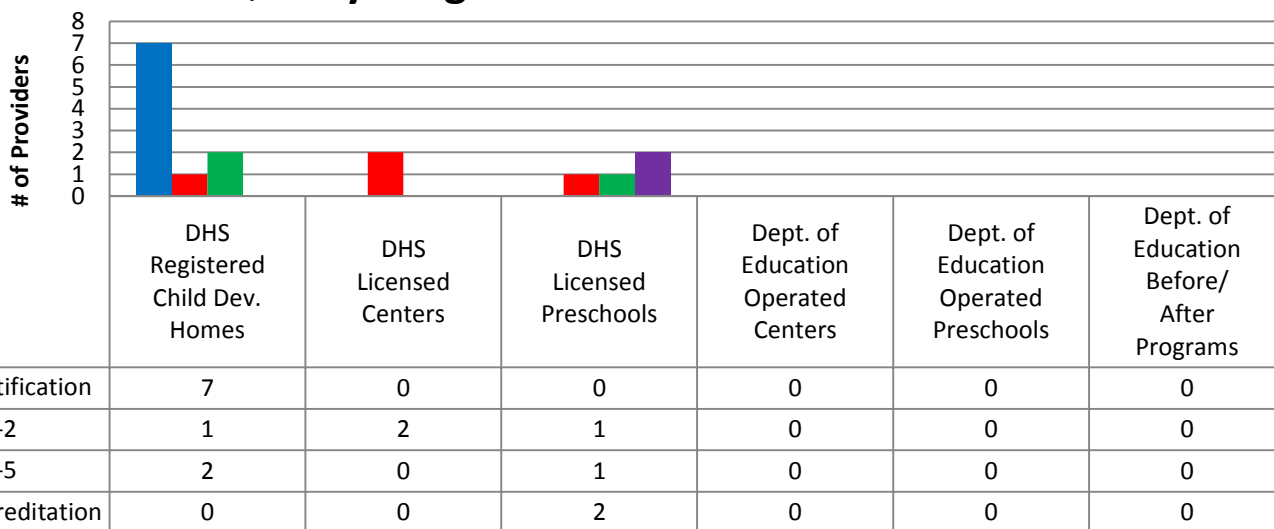 8
7
6
5
4
3
2
1
0
# of Providers
DHS Registered Child Dev. Homes
DHS Licensed Centers
DHS Licensed Preschools
Dept. of Education Operated Centers
Dept. of Education Operated Preschools
Dept. of Education Before/ After Programs
tification 7 0 0 0 0 0
-2 1 2 1 0 0 0
-5 2 0 1 0 0 0
reditation 0 0 2 0 0 0